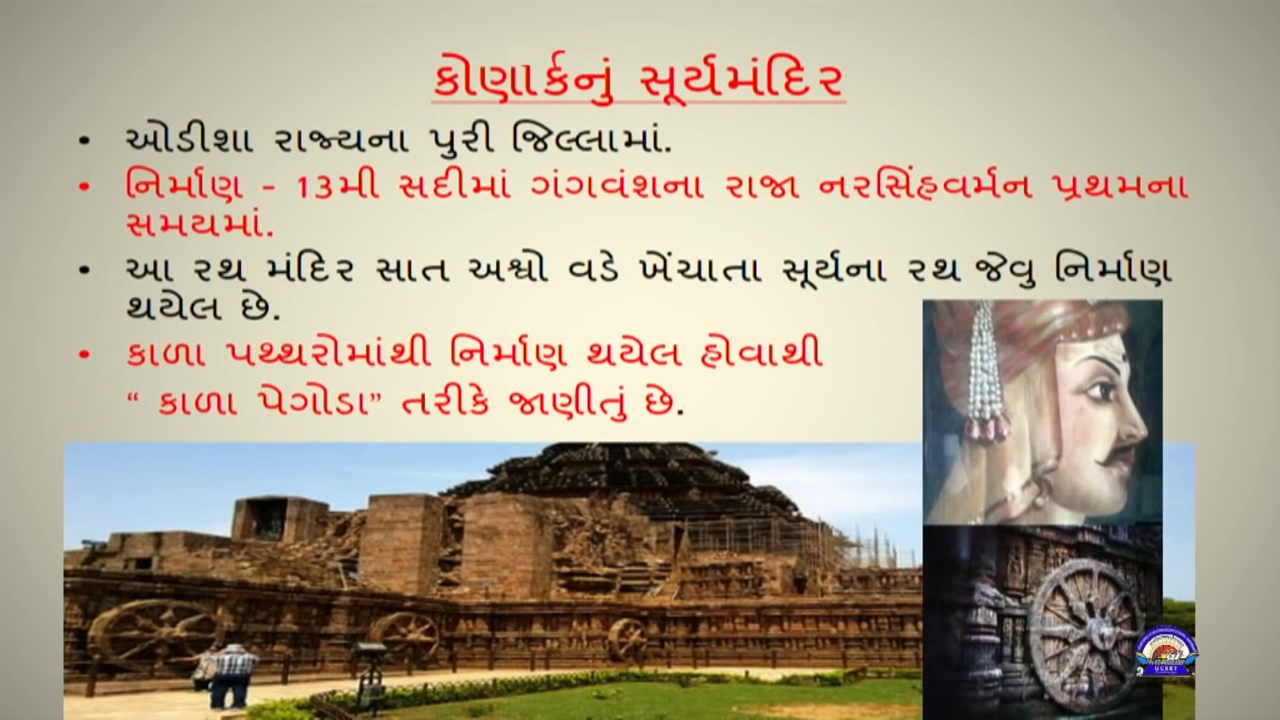 કોણાર્કનું સૂર્યમંદિર
• ઓડીશા રાજ્યના પુરી જિલ્લામાં.
• નિર્માણ - 13મી સદીમાં ગંગવંશના રાજા નરસિંહવર્મન પ્રથમના
સમયમાં.
• આ રથ મંદિર સાત અશ્વો વડે ખેંચાતા સૂર્યના રથ જેવુ નિર્માણ
થયેલ છે.
• કાળા પથ્થરોમાંથી નિર્માણ થયેલ હોવાથી
“ કાળા પેગોડા” તરીકે જાણીતું છે.